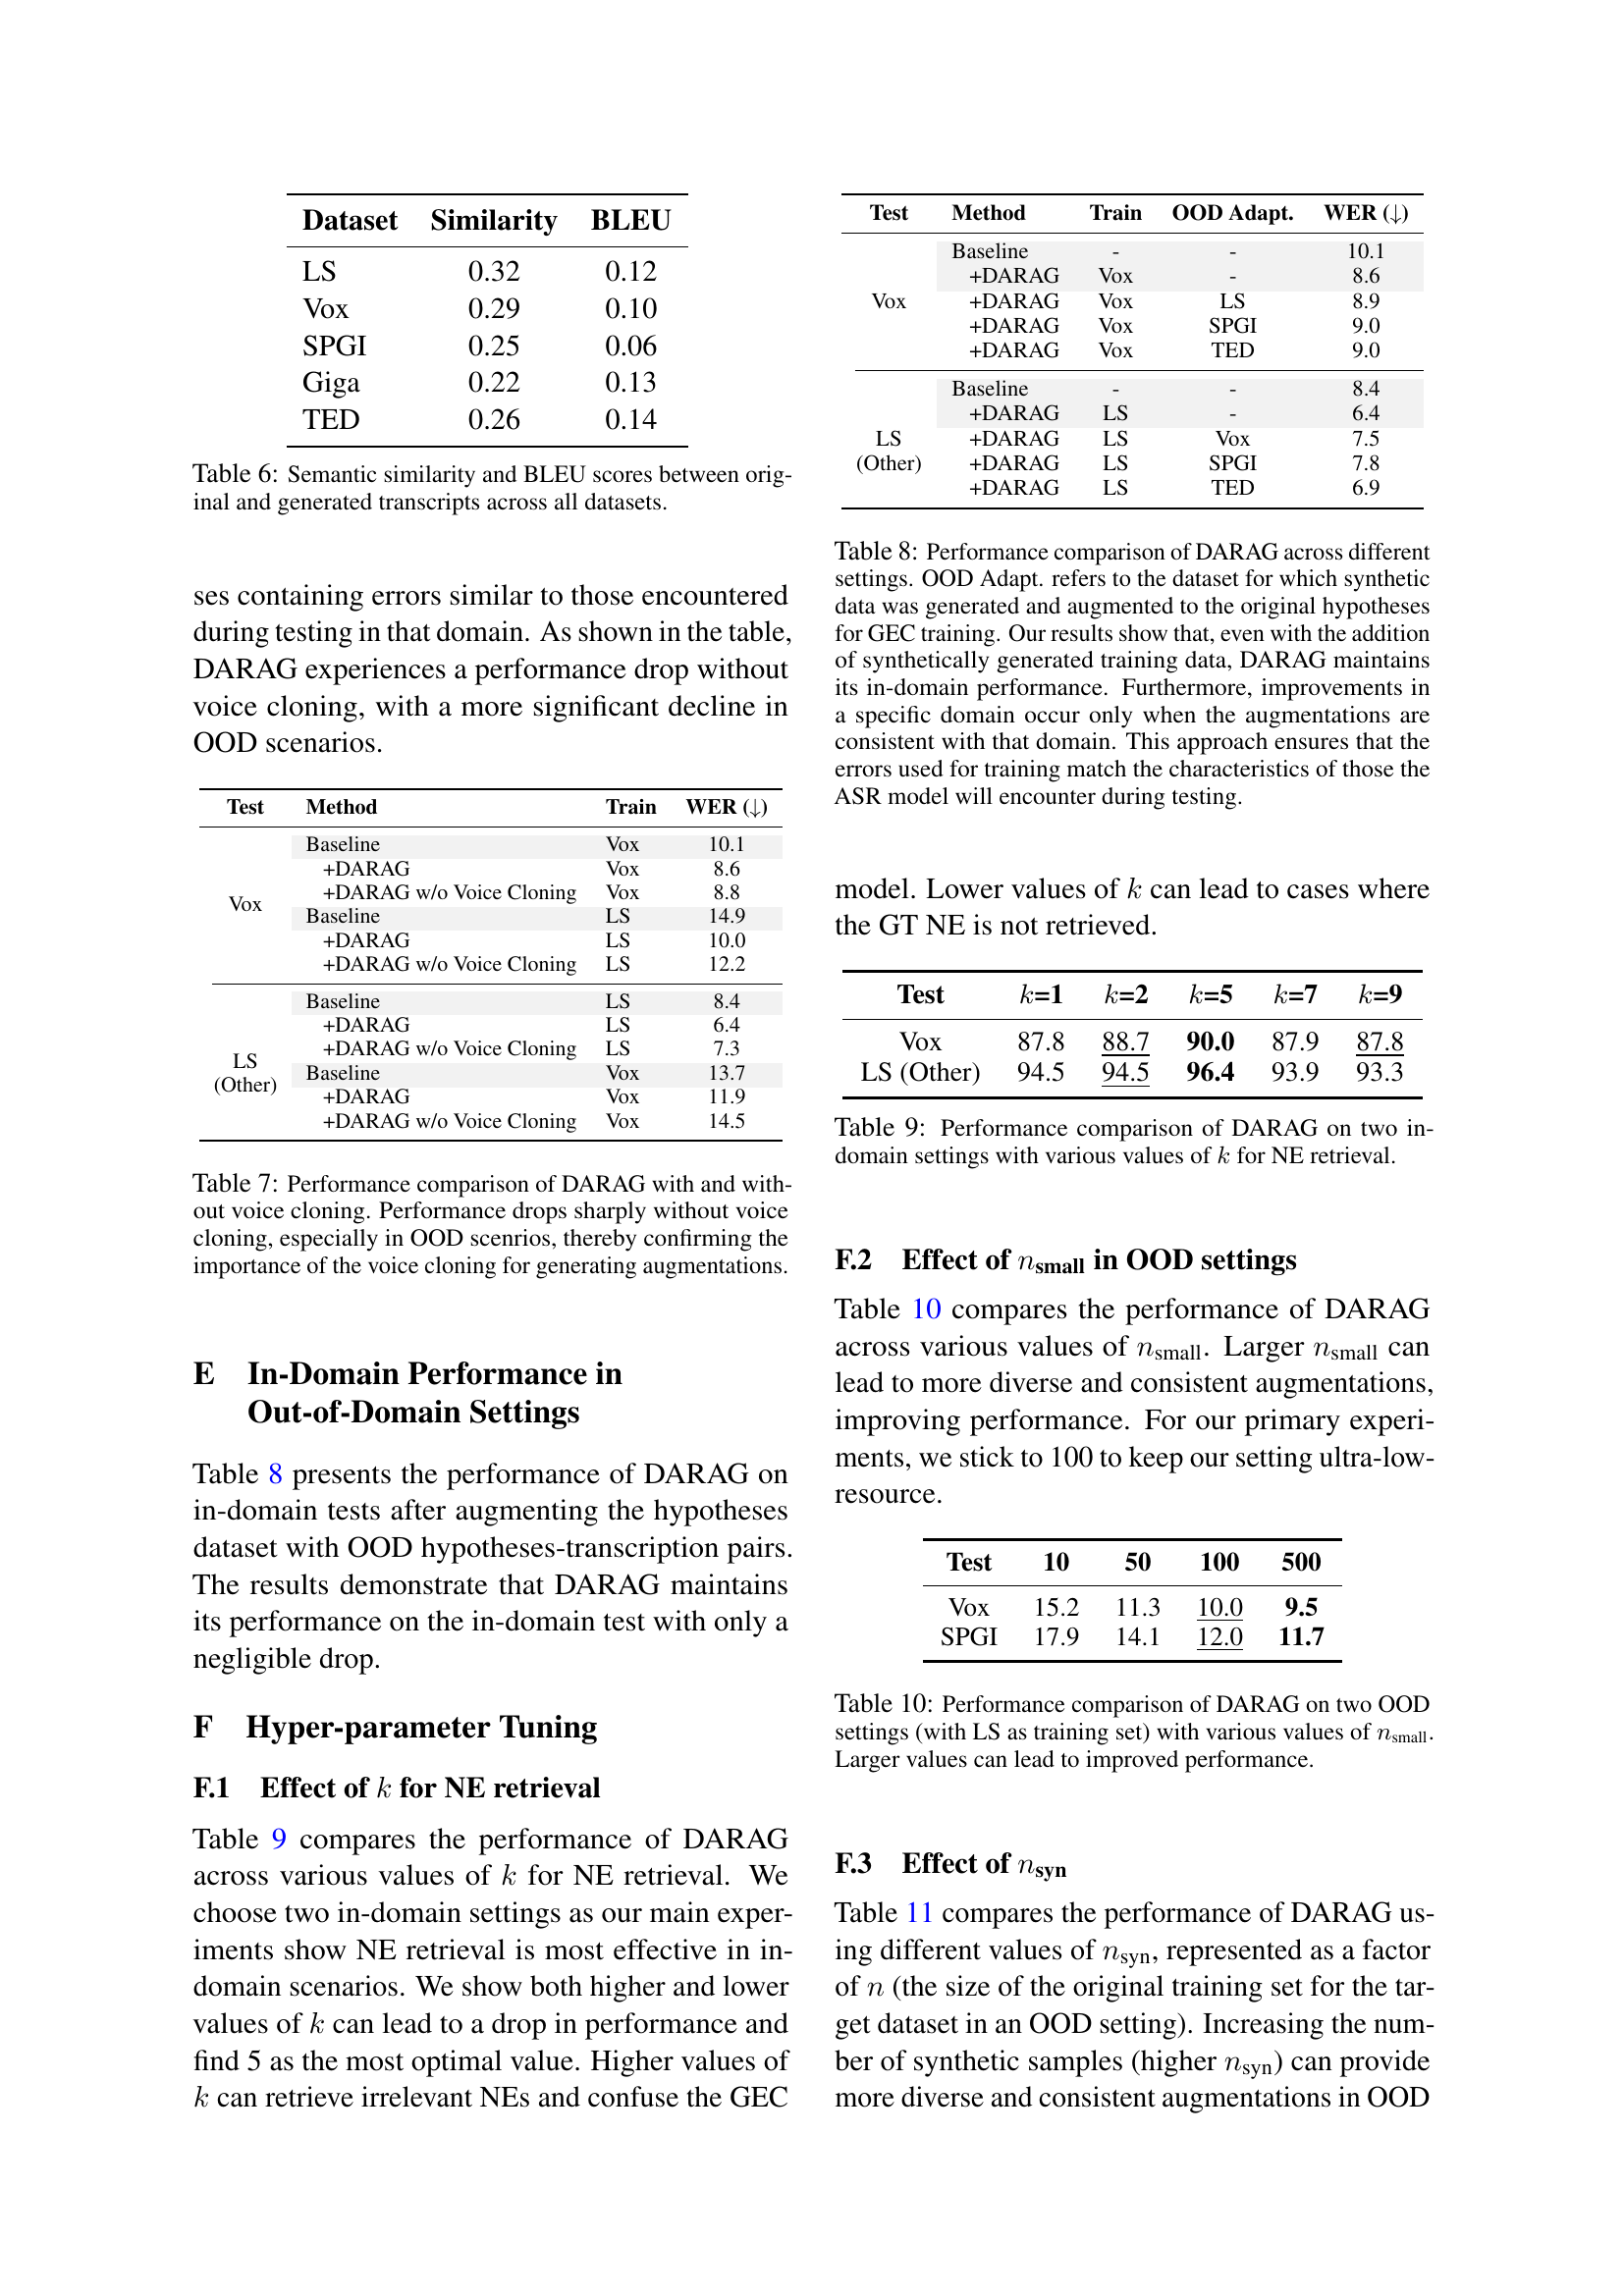 Dataset Similarity BLEU
LS 0.32 0.12
Vox 0.29 0.10
SPGI 0.25 0.06
Giga 0.22 0.13
TED 0.26 0.14
Table 6: Semantic similarity and BLEU scores between orig-
inal and generated transcripts across all datasets.
ses containing errors similar to those encountered
during testing in that domain. As shown in the table,
DARAG experiences a performance drop without
voice cloning, with a more significant decline in
OOD scenarios.
Test Method Train WER (↓)
Baseline Vox 10.1
+DARAG Vox 8.6
+DARAG w/o Voice Cloning Vox 8.8
Vox
Baseline LS 14.9
+DARAG LS 10.0
+DARAG w/o Voice Cloning LS 12.2
Baseline LS 8.4
+DARAG LS 6.4
+DARAG w/o Voice Cloning LS 7.3
LS
(Other)
Baseline Vox 13.7
+DARAG Vox 11.9
+DARAG w/o Voice Cloning Vox 14.5
Table 7: Performance comparison of DARAG with and with-
out voice cloning. Performance drops sharply without voice
cloning, especially in OOD scenrios, thereby confirming the
importance of the voice cloning for generating augmentations.
E In-Domain Performance in
Out-of-Domain Settings
Table 8 presents the performance of DARAG on
in-domain tests after augmenting the hypotheses
dataset with OOD hypotheses-transcription pairs.
The results demonstrate that DARAG maintains
its performance on the in-domain test with only a
negligible drop.
F Hyper-parameter Tuning
F.1 Effect of k for NE retrieval
Table 9 compares the performance of DARAG
across various values of k for NE retrieval. We
choose two in-domain settings as our main exper-
iments show NE retrieval is most effective in in-
domain scenarios. We show both higher and lower
values of k can lead to a drop in performance and
find 5 as the most optimal value. Higher values of
k can retrieve irrelevant NEs and confuse the GEC
Test Method Train OOD Adapt. WER (↓)
Baseline - - 10.1
+DARAG Vox - 8.6
Vox +DARAG Vox LS 8.9
+DARAG Vox SPGI 9.0
+DARAG Vox TED 9.0
Baseline - - 8.4
+DARAG LS - 6.4
LS +DARAG LS Vox 7.5
(Other) +DARAG LS SPGI 7.8
+DARAG LS TED 6.9
Table 8: Performance comparison of DARAG across different
settings. OOD Adapt. refers to the dataset for which synthetic
data was generated and augmented to the original hypotheses
for GEC training. Our results show that, even with the addition
of synthetically generated training data, DARAG maintains
its in-domain performance. Furthermore, improvements in
a specific domain occur only when the augmentations are
consistent with that domain. This approach ensures that the
errors used for training match the characteristics of those the
ASR model will encounter during testing.
model. Lower values of k can lead to cases where
the GT NE is not retrieved.
Test k=1 k=2 k=5 k=7 k=9
Vox 87.8 88.7 90.0 87.9 87.8
LS (Other) 94.5 94.5 96.4 93.9 93.3
Table 9: Performance comparison of DARAG on two in-
domain settings with various values of k for NE retrieval.
F.2 Effect of n_small in OOD settings
Table 10 compares the performance of DARAG
across various values of n_small. Larger n_small can
lead to more diverse and consistent augmentations,
improving performance. For our primary experi-
ments, we stick to 100 to keep our setting ultra-low-
resource.
Test 10 50 100 500
Vox 15.2 11.3 10.0 9.5
SPGI 17.9 14.1 12.0 11.7
Table 10: Performance comparison of DARAG on two OOD
settings (with LS as training set) with various values of n_small.
Larger values can lead to improved performance.
F.3 Effect of n_syn
Table 11 compares the performance of DARAG us-
ing different values of n_syn, represented as a factor
of n (the size of the original training set for the tar-
get dataset in an OOD setting). Increasing the num-
ber of synthetic samples (higher n_syn) can provide
more diverse and consistent augmentations in OOD